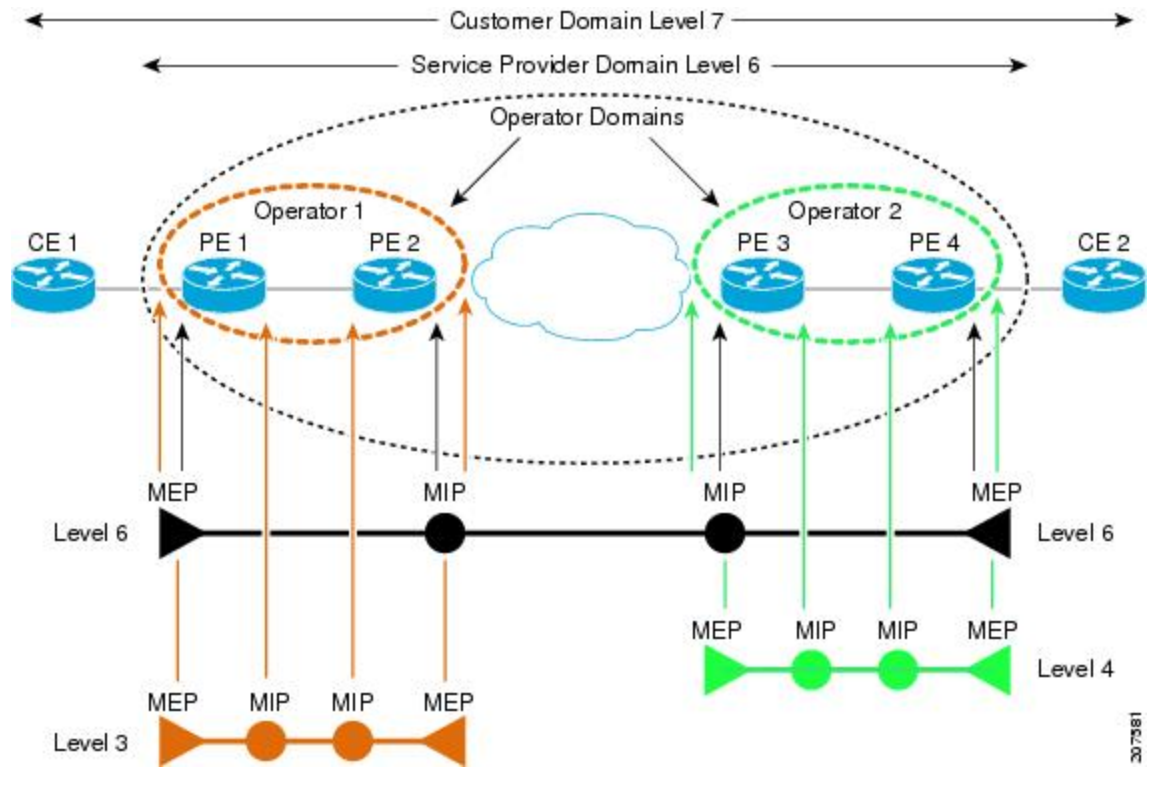 Customer Domain Level 7
Service Provider Domain Level 6
Operator Domains
Operator 1
Operator 2
CE 1
PE 1
PE 2
PE 3
PE 4
CE 2
MEP
MIP
MIP
MEP
Level 6
Level 6
MEP
MIP
MIP
MEP
Level 4
MEP
MIP
MIP
MEP
Level 3
207581